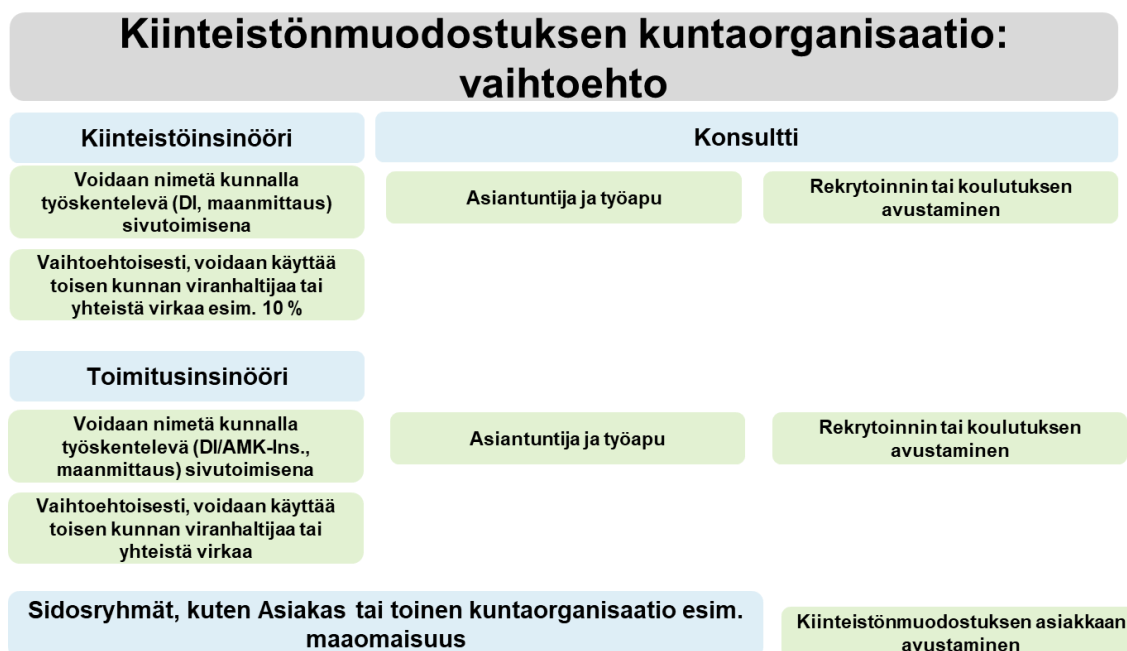 Kiinteistönmuodostuksen kuntaorganisaatio:
vaihtoehto
Kiinteistöinsinööri
Konsultti
Voidaan nimetä kunnalla
työskentelevä (DI, maanmittaus)
sivutoimisena
Asiantuntija ja työapu
Rekrytoinnin tai koulutuksen
avustaminen
Vaihtoehtoisesti, voidaan käyttää
toisen kunnan viranhaltijaa tai
yhteistä virkaa esim. 10 %
Toimitusinsinööri
Voidaan nimetä kunnalla
työskentelevä (DI/AMK-Ins.,
maanmittaus) sivutoimisena
Asiantuntija ja työapu
Rekrytoinnin tai koulutuksen
avustaminen
Vaihtoehtoisesti, voidaan käyttää
toisen kunnan viranhaltijaa tai
yhteistä virkaa
Sidosryhmät, kuten Asiakas tai toinen kuntaorganisaatio esim.
maaomaisuus
Kiinteistönmuodostuksen asiakkaan
avustaminen